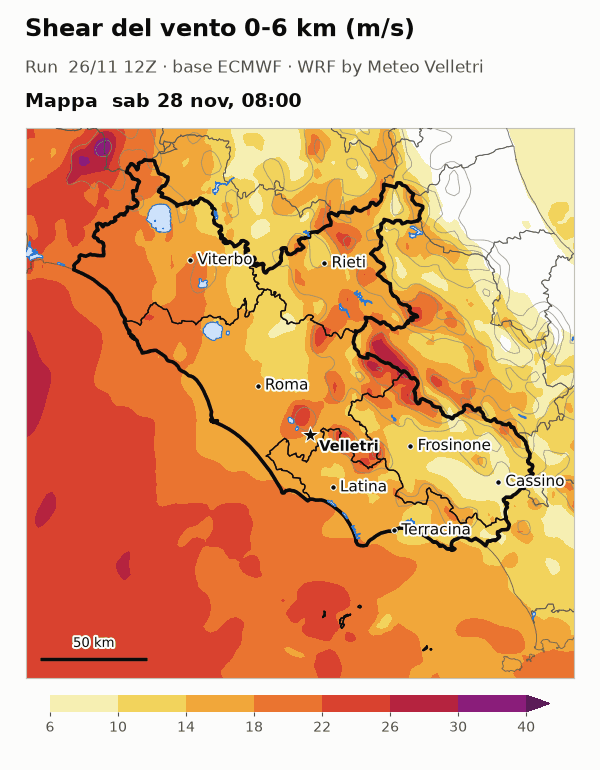 Shear del vento 0-6 km (m/s)
Run  26/11 12Z · base ECMWF · WRF by Meteo Velletri
Mappa  sab 28 nov, 08:00
Viterbo
Rieti
Roma
Velletri
Frosinone
Cassino
Latina
Terracina
50 km
6 10 14 18 22 26 30 40